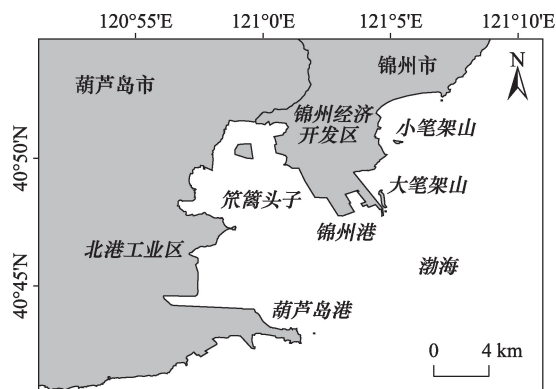 120°55′E 121°0′E 121°5′E 121°10′E
N
葫芦岛市
锦州市
锦州经济
开发区
小笔架山
40°50′N
大笔架山
笊篱头子
锦州港
北港工业区
渤海
40°45′N
葫芦岛港
0 4 km